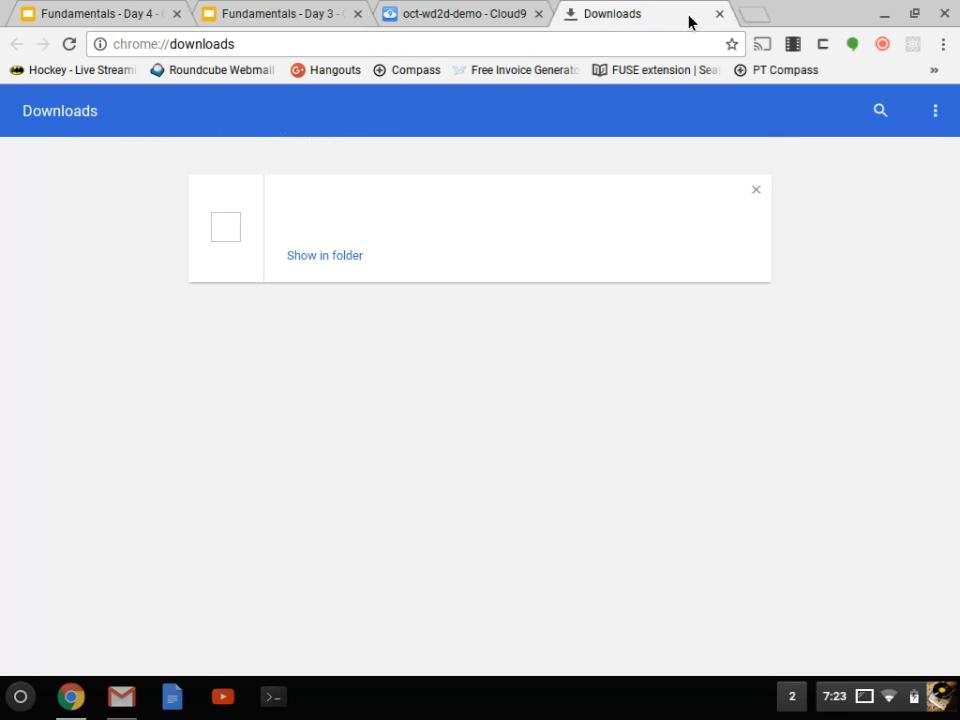 Fundamentals - Day 4 -
Fundamentals - Day 3 -
oct-wd2d-demo - Cloud9
Downloads
chrome://downloads
Hockey - Live Streami
Roundcube Webmail
Hangouts
Compass
Free Invoice Generato
FUSE extension | Sea
PT Compass
»
Downloads
Show in folder
2
7:23